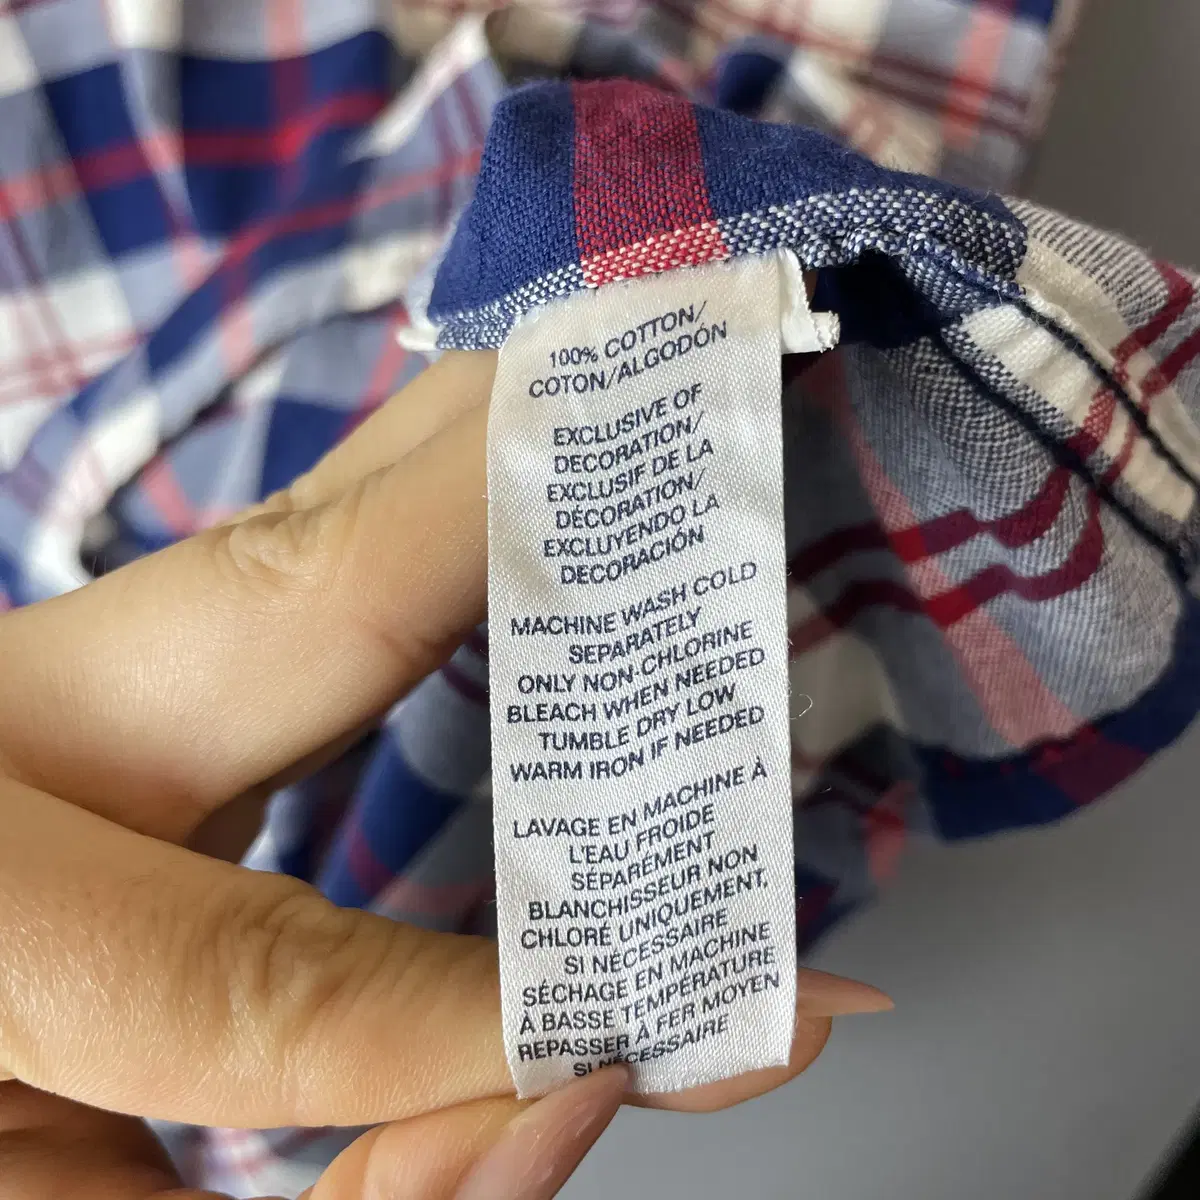 100% COTTON/
COTON/ALGODÓN
EXCLUSIVE OF
DECORATION/
EXCLUSIF DE LA
DÉCORATION/
EXCLUYENDO LA
DECORACIÓN
MACHINE WASH COLD
SEPARATELY
ONLY NON-CHLORINE
BLEACH WHEN NEEDED
TUMBLE DRY LOW
WARM IRON IF NEEDED
LAVAGE EN MACHINE À
L'EAU FROIDE
SÉPARÉMENT
BLANCHISSEUR NON
CHLORÉ UNIQUEMENT,
SI NÉCESSAIRE
SÉCHAGE EN MACHINE
À BASSE TEMPÉRATURE
REPASSER À FER MOYEN
SI NÉCESSAIRE